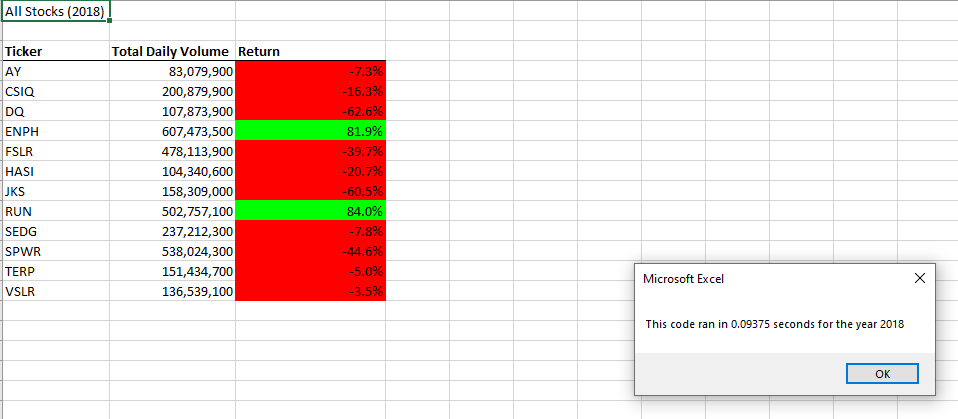 All Stocks (2018)
Ticker Total Daily Volume Return
AY 83,079,900 -7.3%
CSIQ 200,879,900 -16.3%
DQ 107,873,900 -62.6%
ENPH 607,473,500 81.9%
FSLR 478,113,900 -39.7%
HASI 104,340,600 -20.7%
JKS 158,309,000 -60.5%
RUN 502,757,100 84.0%
SEDG 237,212,300 -7.8%
SPWR 538,024,300 -44.6%
TERP 151,434,700 -5.0%
VSLR 136,539,100 -3.5%
Microsoft Excel
This code ran in 0.09375 seconds for the year 2018
OK